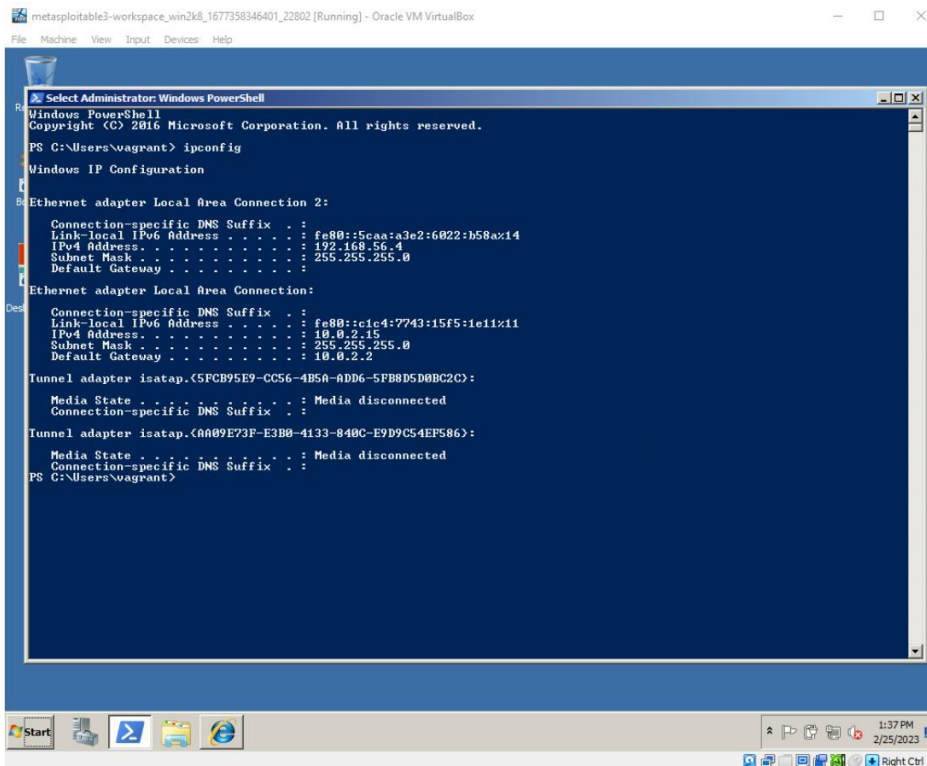 metasploitable3-workspace_win2k8_1677358346401_22802 [Running] - Oracle VM VirtualBox
File Machine View Input Devices Help
Select Administrator: Windows PowerShell
Windows PowerShell
Copyright (C) 2016 Microsoft Corporation. All rights reserved.
PS C:\Users\vagrant> ipconfig
Windows IP Configuration
Ethernet adapter Local Area Connection 2:
Connection-specific DNS Suffix . :
Link-local IPv6 Address . . . . . : fe80::5caa:a3e2:6022:b58a%14
IPv4 Address. . . . . . . . . . . : 192.168.56.4
Subnet Mask . . . . . . . . . . . : 255.255.255.0
Default Gateway . . . . . . . . . :
Ethernet adapter Local Area Connection:
Connection-specific DNS Suffix . :
Link-local IPv6 Address . . . . . : fe80::c1c4:7743:15f5:1e11%11
IPv4 Address. . . . . . . . . . . : 10.0.2.15
Subnet Mask . . . . . . . . . . . : 255.255.255.0
Default Gateway . . . . . . . . . : 10.0.2.2
Tunnel adapter isatap.{5FCB95E9-CC56-4B5A-ADD6-5FB8D5D0BC2C}:
Media State . . . . . . . . . . . : Media disconnected
Connection-specific DNS Suffix . :
Tunnel adapter isatap.{AA09E73F-E3B0-4133-840C-E9D9C54EF586}:
Media State . . . . . . . . . . . : Media disconnected
Connection-specific DNS Suffix . :
PS C:\Users\vagrant>
Start
1:37 PM
2/25/2023
Right Ctrl